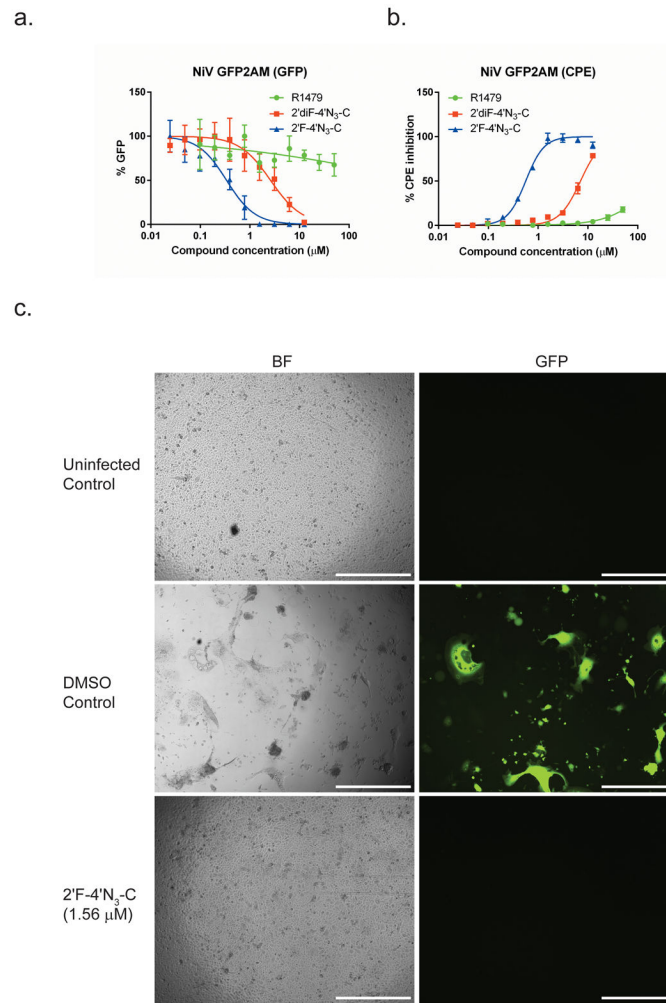 a.
NiV GFP2AM (GFP)
R1479
2'diF-4'N₃-C
2'F-4'N₃-C
150
100
50
0
0.01
0.1
1
10
100
% GFP
Compound concentration (μM)
b.
NiV GFP2AM (CPE)
R1479
2'diF-4'N₃-C
2'F-4'N₃-C
150
100
50
0
0.01
0.1
1
10
100
% CPE inhibition
Compound concentration (μM)
c.
BF
GFP
Uninfected
Control
DMSO
Control
2'F-4'N₃-C
(1.56 μM)